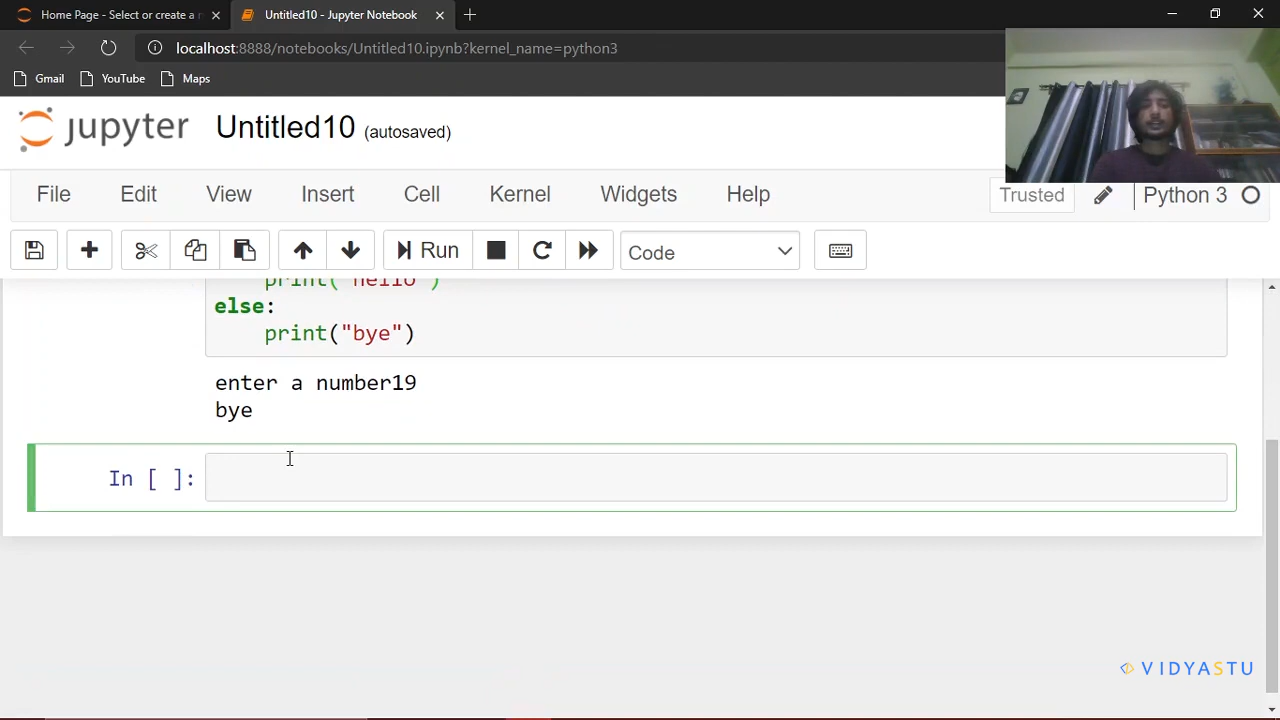 Home Page - Select or create a n
Untitled10 - Jupyter Notebook
localhost:8888/notebooks/Untitled10.ipynb?kernel_name=python3
Gmail YouTube Maps
jupyter Untitled10 (autosaved)
File Edit View Insert Cell Kernel Widgets Help Trusted Python 3
Run Code
print("hello")
else:
print("bye")
enter a number19
bye
In [ ]:
VIDYASTU